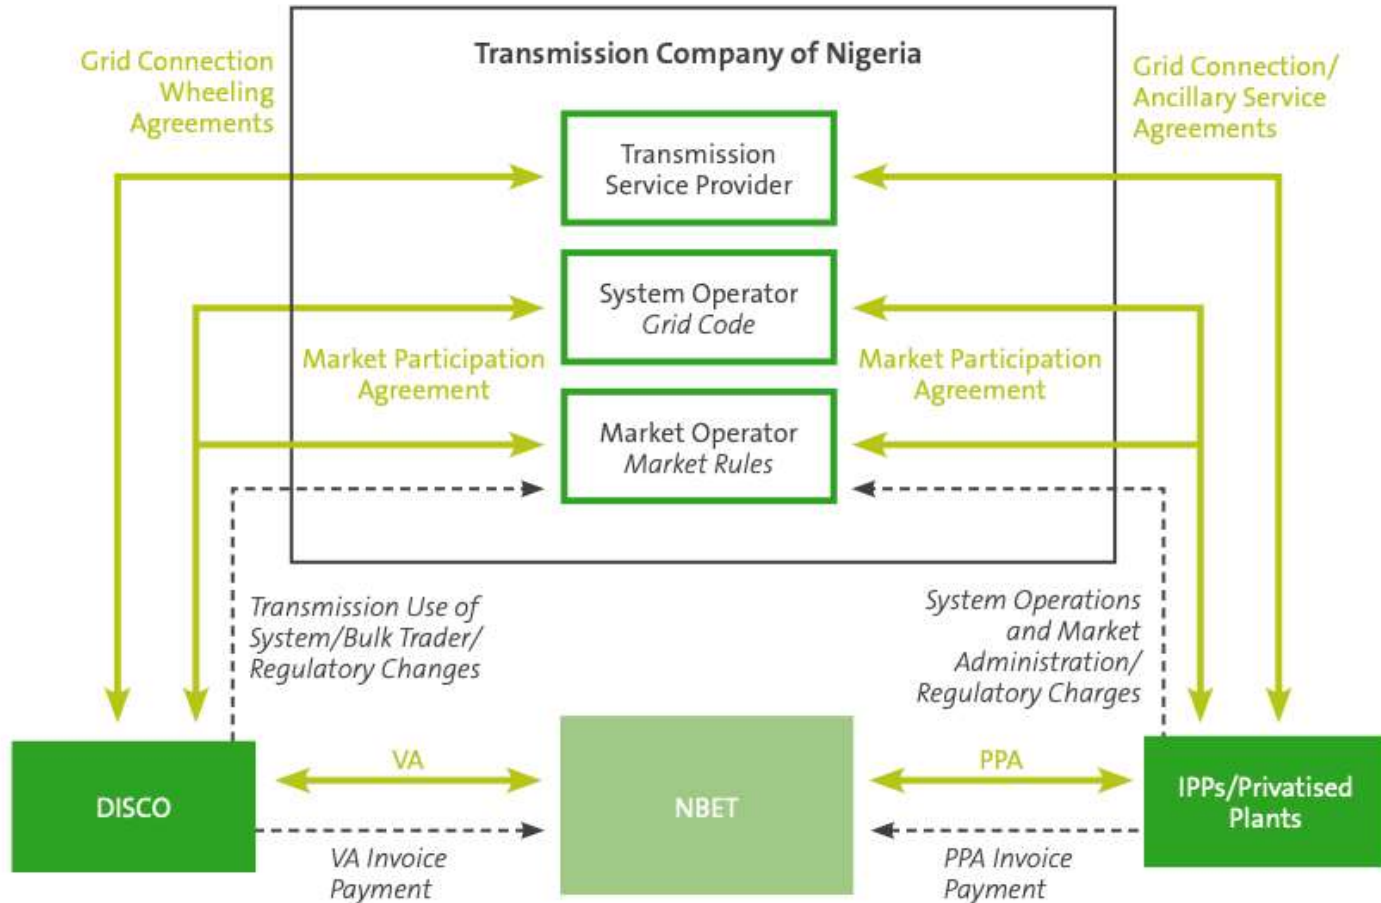 Transmission Company of Nigeria
Grid Connection
Wheeling
Agreements
Grid Connection/
Ancillary Service
Agreements
Transmission
Service Provider
System Operator
Grid Code
Market Participation
Agreement
Market Participation
Agreement
Market Operator
Market Rules
Transmission Use of
System/Bulk Trader/
Regulatory Changes
System Operations
and Market
Administration/
Regulatory Charges
DISCO
VA
NBET
PPA
IPPs/Privatised
Plants
VA Invoice
Payment
PPA Invoice
Payment